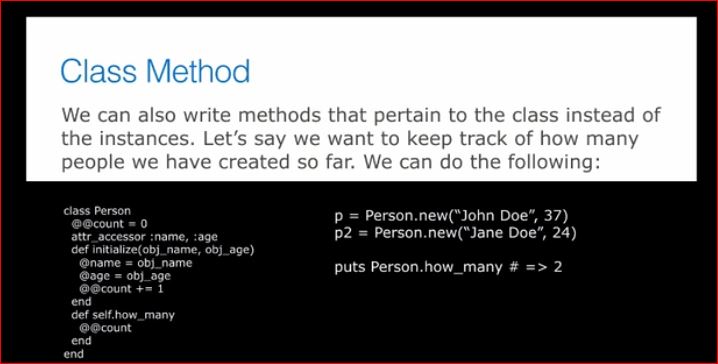 Class Method
We can also write methods that pertain to the class instead of
the instances. Let’s say we want to keep track of how many
people we have created so far. We can do the following:
class Person
@@count = 0
attr_accessor :name, :age
def initialize(obj_name, obj_age)
@name = obj_name
@age = obj_age
@@count += 1
end
def self.how_many
@@count
end
end
p = Person.new(“John Doe”, 37)
p2 = Person.new(“Jane Doe”, 24)
puts Person.how_many # => 2